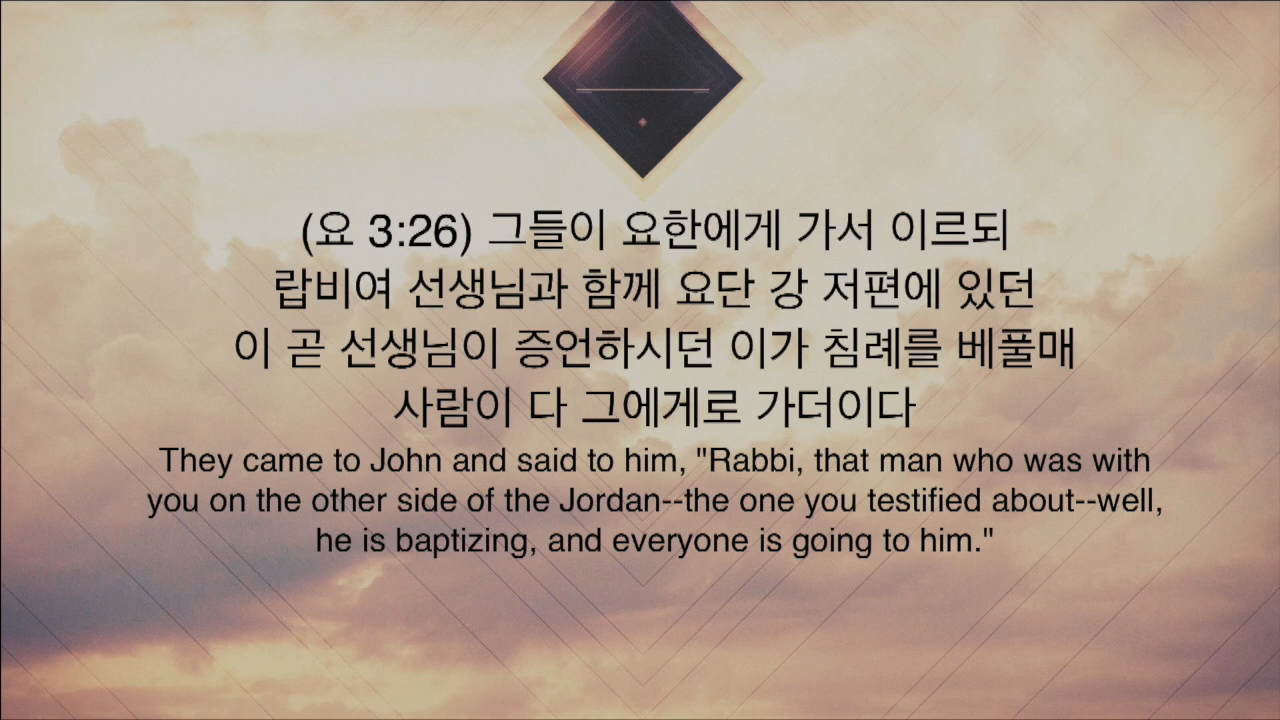 (요 3:26) 그들이 요한에게 가서 이르되
랍비여 선생님과 함께 요단 강 저편에 있던
이 곧 선생님이 증언하시던 이가 침례를 베풀매
사람이 다 그에게로 가더이다
They came to John and said to him, "Rabbi, that man who was with
you on the other side of the Jordan--the one you testified about--well,
he is baptizing, and everyone is going to him."